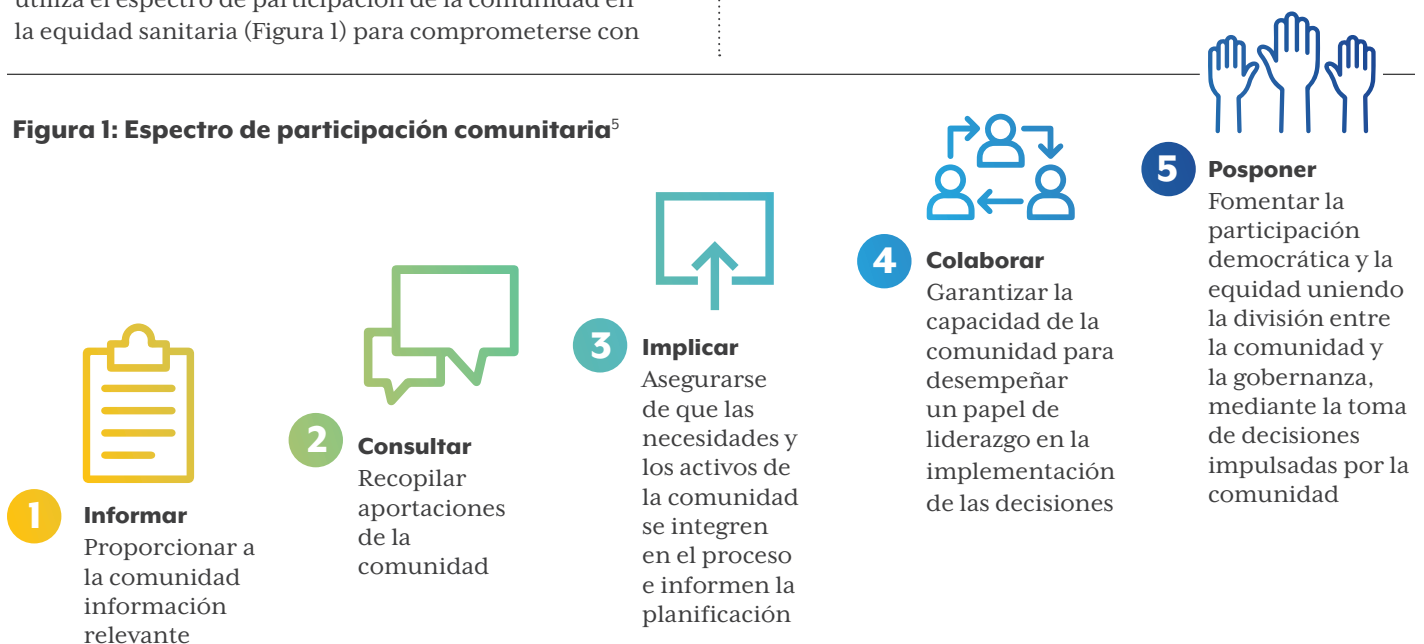 utiliza el espectro de participación de la comunidad en
la equidad sanitaria (Figura 1) para comprometerse con
Figura 1: Espectro de participación comunitaria5
1
Informar
Proporcionar a
la comunidad
información
relevante
2
Consultar
Recopilar
aportaciones
de la
comunidad
3
Implicar
Asegurarse
de que las
necesidades y
los activos de
la comunidad
se integren
en el proceso
e informen la
planificación
4
Colaborar
Garantizar la
capacidad de la
comunidad para
desempeñar
un papel de
liderazgo en la
implementación
de las decisiones
5
Posponer
Fomentar la
participación
democrática y la
equidad uniendo
la división entre
la comunidad y
la gobernanza,
mediante la toma
de decisiones
impulsadas por la
comunidad